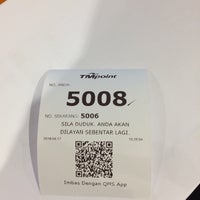 TMpoint
NO. ANDA:
5008
NO. SEKARANG: 5006
SILA DUDUK. ANDA AKAN
DILAYAN SEBENTAR LAGI.
Imbas Dengan QMS App